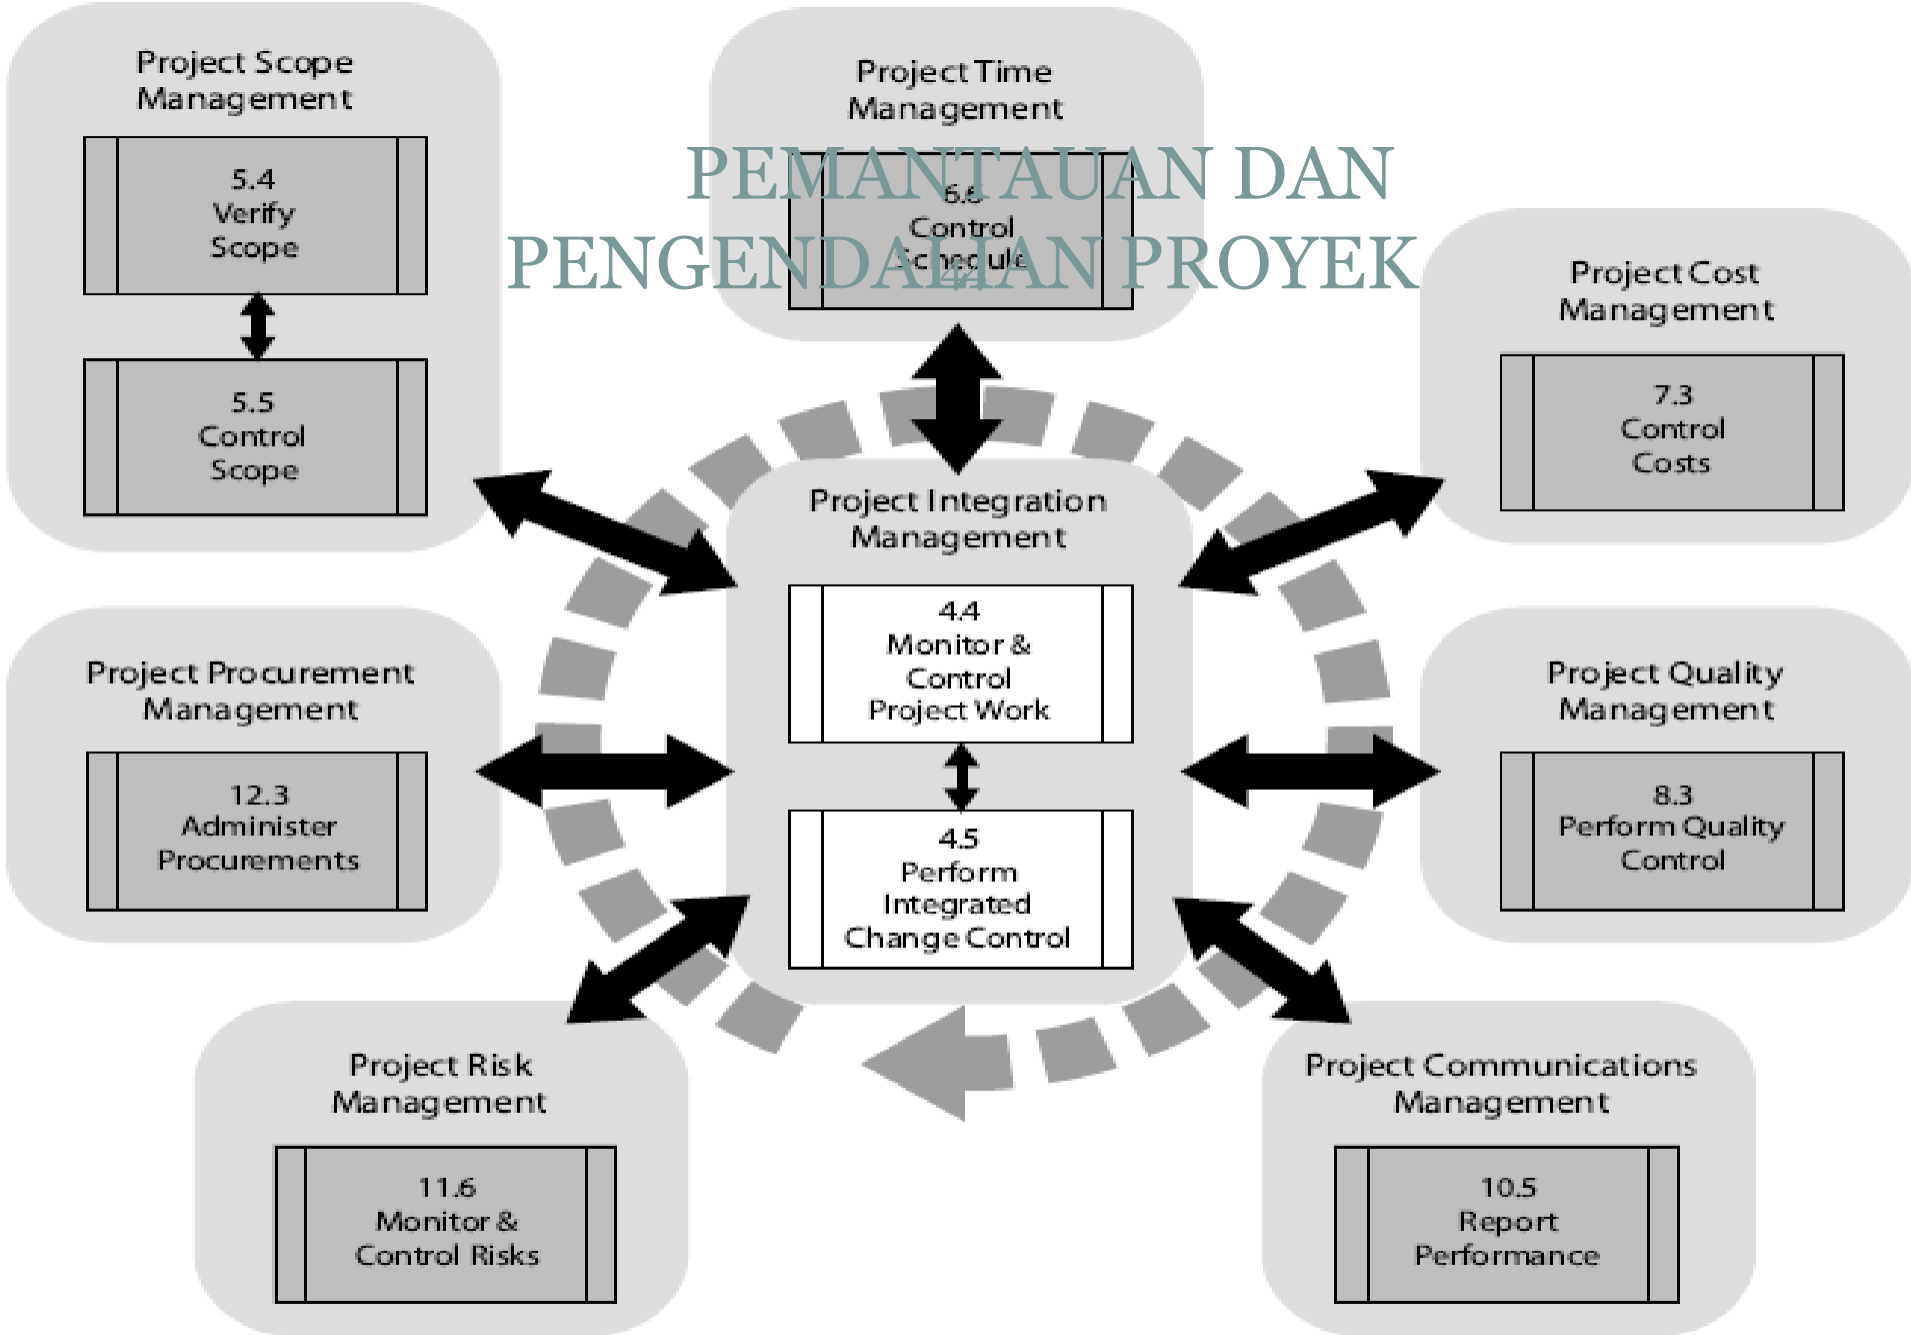 Project Scope
Management
5.4
Verify
Scope
5.5
Control
Scope
Project Time
Management
PEMANTAUAN DAN
PENGENDALIAN PROYEK
6.6
Control
Schedule
Project Cost
Management
7.3
Control
Costs
Project Integration
Management
4.4
Monitor &
Control
Project Work
4.5
Perform
Integrated
Change Control
Project Procurement
Management
12.3
Administer
Procurements
Project Quality
Management
8.3
Perform Quality
Control
Project Risk
Management
11.6
Monitor &
Control Risks
Project Communications
Management
10.5
Report
Performance